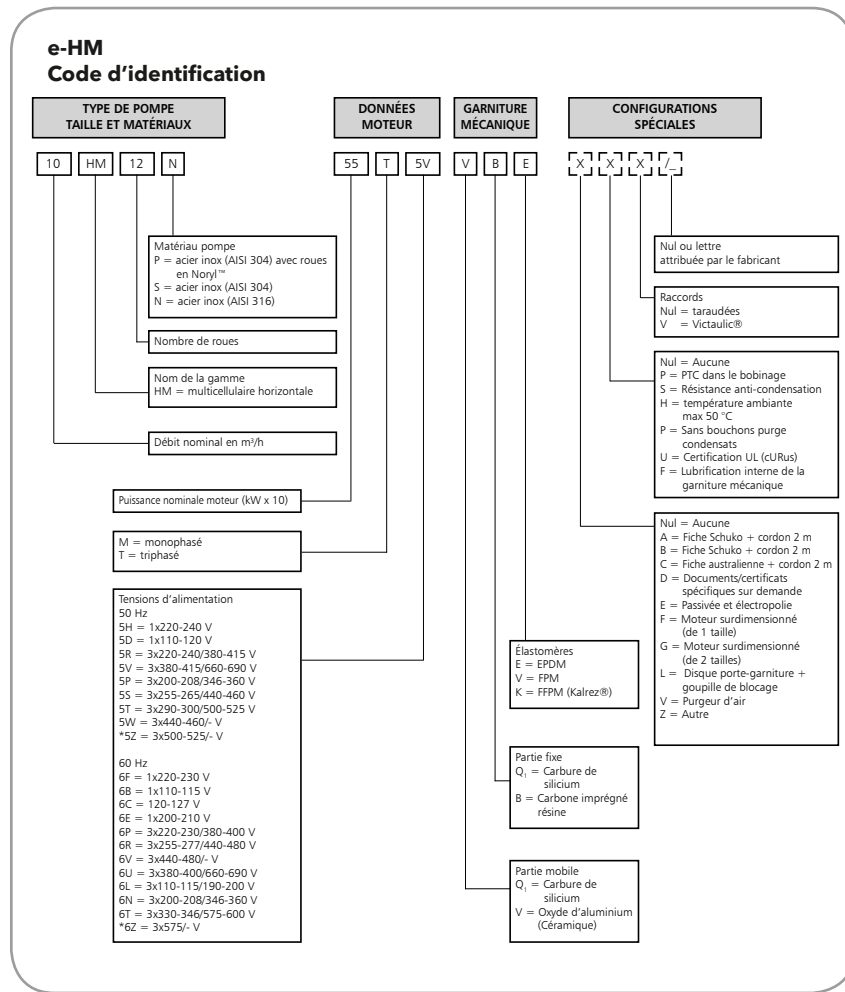 e-HM
Code d'identification
TYPE DE POMPE
TAILLE ET MATÉRIAUX
DONNÉES
MOTEUR
GARNITURE
MÉCANIQUE
CONFIGURATIONS
SPÉCIALES
10 HM 12 N 55 T 5V V B E X X X /_
Matériau pompe
P = acier inox (AISI 304) avec roues
en Noryl™
S = acier inox (AISI 304)
N = acier inox (AISI 316)
Nombre de roues
Nom de la gamme
HM = multicellulaire horizontale
Débit nominal en m³/h
Puissance nominale moteur (kW x 10)
M = monophasé
T = triphasé
Tensions d'alimentation
50 Hz
5H = 1x220-240 V
5D = 1x110-120 V
5R = 3x220-240/380-415 V
5V = 3x380-415/660-690 V
5P = 3x200-208/346-360 V
5S = 3x255-265/440-460 V
5T = 3x290-300/500-525 V
5W = 3x440-460/- V
*5Z = 3x500-525/- V
60 Hz
6F = 1x220-230 V
6B = 1x110-115 V
6C = 120-127 V
6E = 1x200-210 V
6P = 3x220-230/380-400 V
6R = 3x255-277/440-480 V
6V = 3x440-480/- V
6U = 3x380-400/660-690 V
6L = 3x110-115/190-200 V
6N = 3x200-208/346-360 V
6T = 3x330-346/575-600 V
*6Z = 3x575/- V
Élastomères
E = EPDM
V = FPM
K = FFPM (Kalrez®)
Partie fixe
Q₁ = Carbure de
silicium
B = Carbone imprégné
résine
Partie mobile
Q₁ = Carbure de
silicium
V = Oxyde d'aluminium
(Céramique)
Nul ou lettre
attribuée par le fabricant
Raccords
Nul = taraudées
V = Victaulic®
Nul = Aucune
P = PTC dans le bobinage
S = Résistance anti-condensation
H = température ambiante
max 50 °C
P = Sans bouchons purge
condensats
U = Certification UL (cURus)
F = Lubrification interne de la
garniture mécanique
Nul = Aucune
A = Fiche Schuko + cordon 2 m
B = Fiche Schuko + cordon 2 m
C = Fiche australienne + cordon 2 m
D = Documents/certificats
spécifiques sur demande
E = Passivée et électropolie
F = Moteur surdimensionné
(de 1 taille)
G = Moteur surdimensionné
(de 2 tailles)
L = Disque porte-garniture +
goupille de blocage
V = Purgeur d'air
Z = Autre